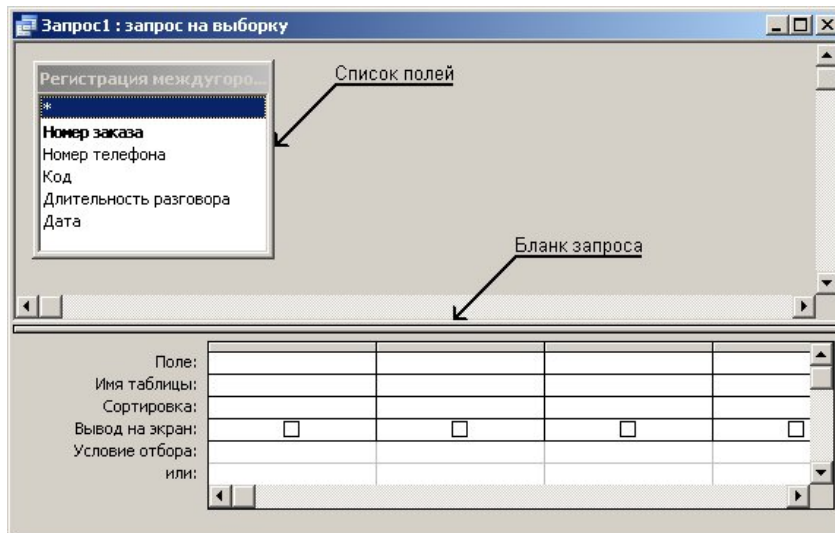 Запрос1 : запрос на выборку
Регистрация междугоро...
Список полей
*
Номер заказа
Номер телефона
Код
Длительность разговора
Дата
Бланк запроса
Поле:
Имя таблицы:
Сортировка:
Вывод на экран:
Условие отбора:
или: